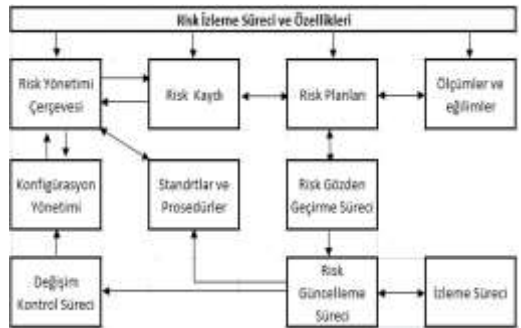 Risk İzleme Süreci ve Özellikleri
Risk Yönetimi
Çerşevesi
Risk Kaydı
Risk Planları
Ölçümler ve
eğilimler
Konfigürasyon
Yönetimi
Standrtlar ve
Prosedürler
Risk Gözden
Geçirme Süreci
Değişim
Kontrol Süreci
Risk
Güncelleme
Süreci
İzleme Süreci